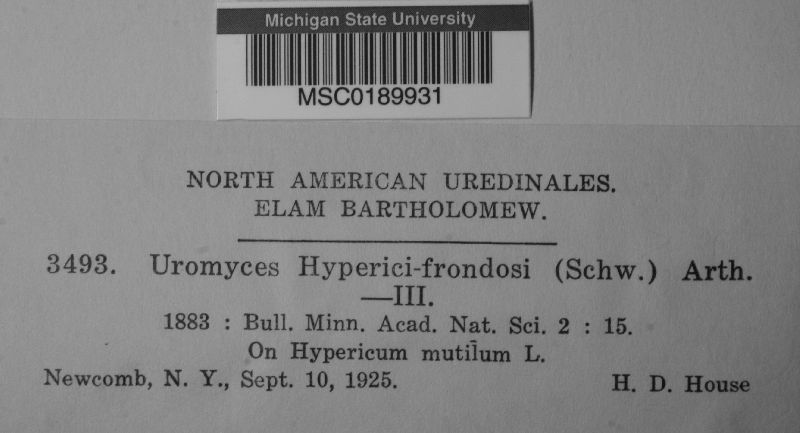 Michigan State University
MSC0189931
NORTH AMERICAN UREDINALES.
ELAM BARTHOLOMEW.
3493. Uromyces Hyperici-frondosi (Schw.) Arth.
—III.
1883 : Bull. Minn. Acad. Nat. Sci. 2 : 15.
On Hypericum mutilum L.
Newcomb, N. Y., Sept. 10, 1925. H. D. House